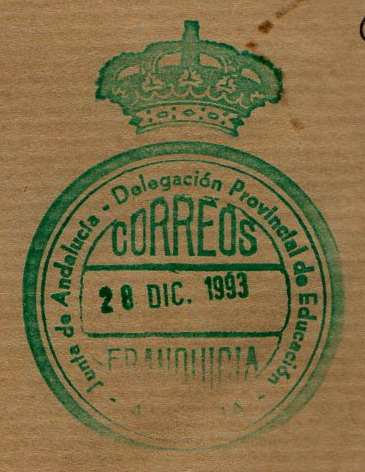 Junta de Andalucía - Delegación Provincial de Educación -
CORREOS
28 DIC. 1993
FRANQUICIA